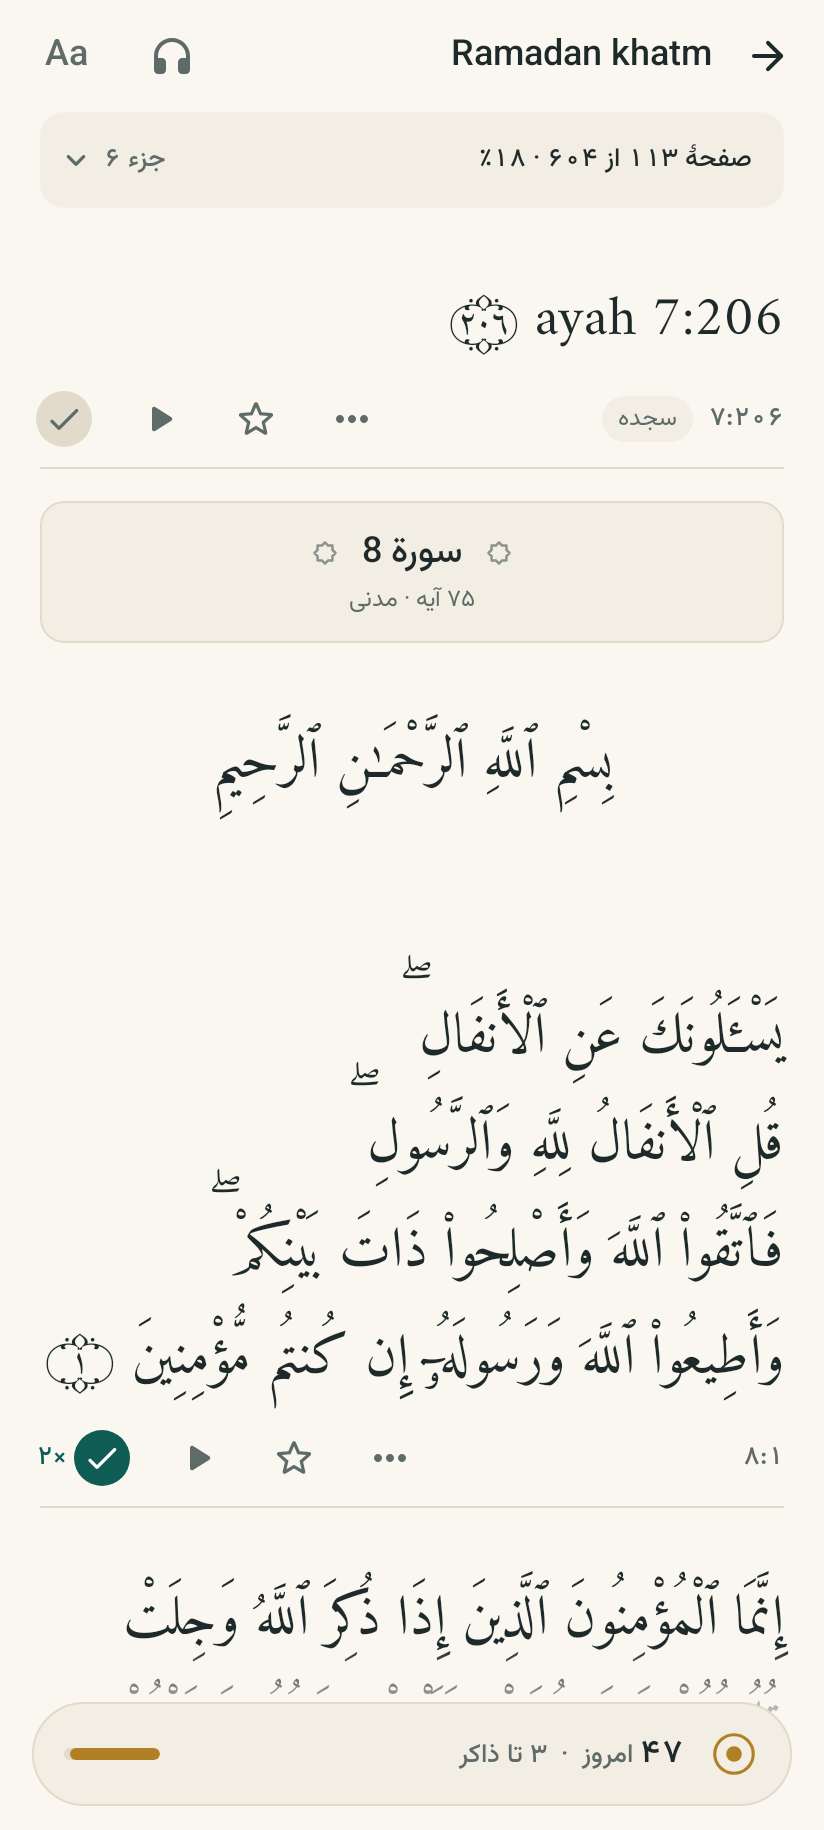 Ramadan khatm Aa
صفحهٔ ۱۱۳ از ۶۰۴ · ۱۸٪ جزء ۶
ayah 7:206 ٢٠٦
۷:۲۰۶ سجده
سورة 8
۷۵ آیه · مدنی
بِسْمِ ٱللَّهِ ٱلرَّحْمَـٰنِ ٱلرَّحِيمِ
يَسْـَٔلُونَكَ عَنِ ٱلْأَنفَالِ ۖ
قُلِ ٱلْأَنفَالُ لِلَّهِ وَٱلرَّسُولِ ۖ
فَٱتَّقُوا۟ ٱللَّهَ وَأَصْلِحُوا۟ ذَاتَ بَيْنِكُمْ ۖ
وَأَطِيعُوا۟ ٱللَّهَ وَرَسُولَهُۥٓ إِن كُنتُم مُّؤْمِنِينَ ١
۸:۱ ۲×
إِنَّمَا ٱلْمُؤْمِنُونَ ٱلَّذِينَ إِذَا ذُكِرَ ٱللَّهُ وَجِلَتْ
۴۷ امروز · ۳ تا ذاکر